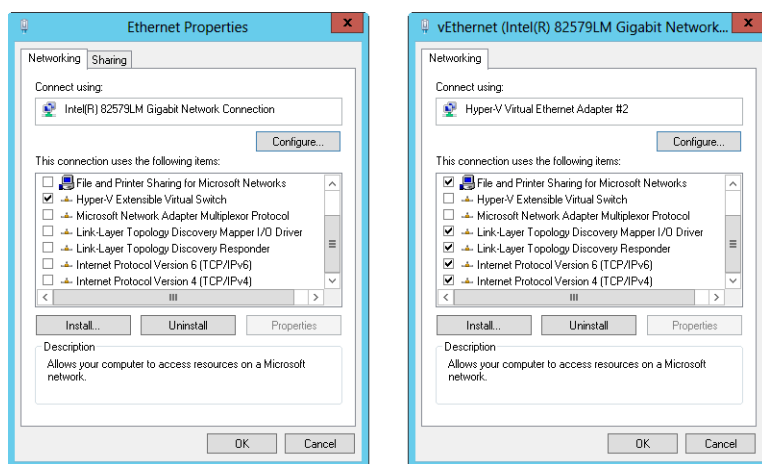 Ethernet Properties
x
Networking
Sharing
Connect using:
Intel(R) 82579LM Gigabit Network Connection
Configure...
This connection uses the following items:
File and Printer Sharing for Microsoft Networks
Hyper-V Extensible Virtual Switch
Microsoft Network Adapter Multiplexor Protocol
Link-Layer Topology Discovery Mapper I/O Driver
Link-Layer Topology Discovery Responder
Internet Protocol Version 6 (TCP/IPv6)
Internet Protocol Version 4 (TCP/IPv4)
Install...
Uninstall
Properties
Description
Allows your computer to access resources on a Microsoft
network.
OK
Cancel
vEthernet (Intel(R) 82579LM Gigabit Network...
x
Networking
Connect using:
Hyper-V Virtual Ethernet Adapter #2
Configure...
This connection uses the following items:
File and Printer Sharing for Microsoft Networks
Hyper-V Extensible Virtual Switch
Microsoft Network Adapter Multiplexor Protocol
Link-Layer Topology Discovery Mapper I/O Driver
Link-Layer Topology Discovery Responder
Internet Protocol Version 6 (TCP/IPv6)
Internet Protocol Version 4 (TCP/IPv4)
Install...
Uninstall
Properties
Description
Allows your computer to access resources on a Microsoft
network.
OK
Cancel